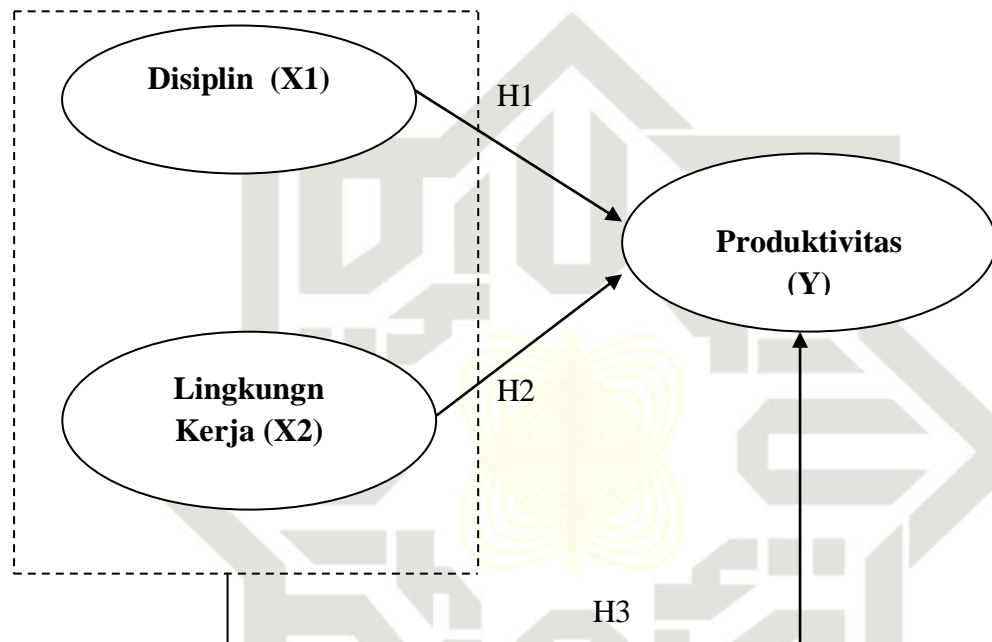 Disiplin (X1)
H1
Produktivitas
(Y)
Lingkungn
Kerja (X2)
H2
H3